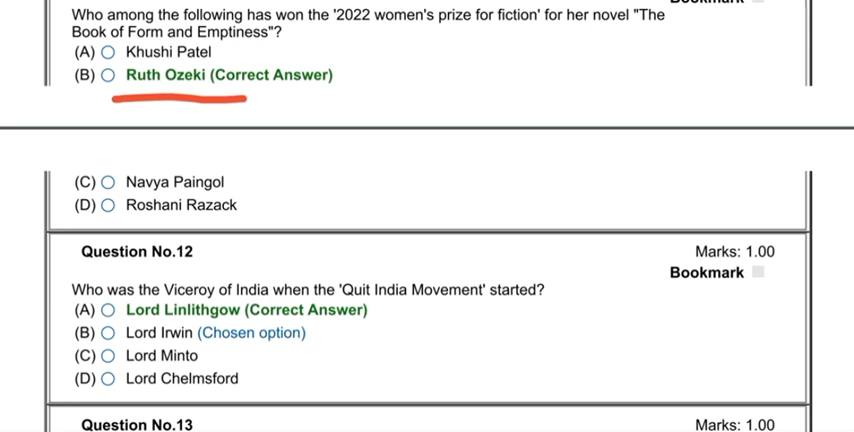 Who among the following has won the '2022 women's prize for fiction' for her novel "The
Book of Form and Emptiness"?
(A) Khushi Patel
(B) Ruth Ozeki (Correct Answer)
(C) Navya Paingol
(D) Roshani Razack
Question No.12 Marks: 1.00
Bookmark
Who was the Viceroy of India when the 'Quit India Movement' started?
(A) Lord Linlithgow (Correct Answer)
(B) Lord Irwin (Chosen option)
(C) Lord Minto
(D) Lord Chelmsford
Question No.13 Marks: 1.00